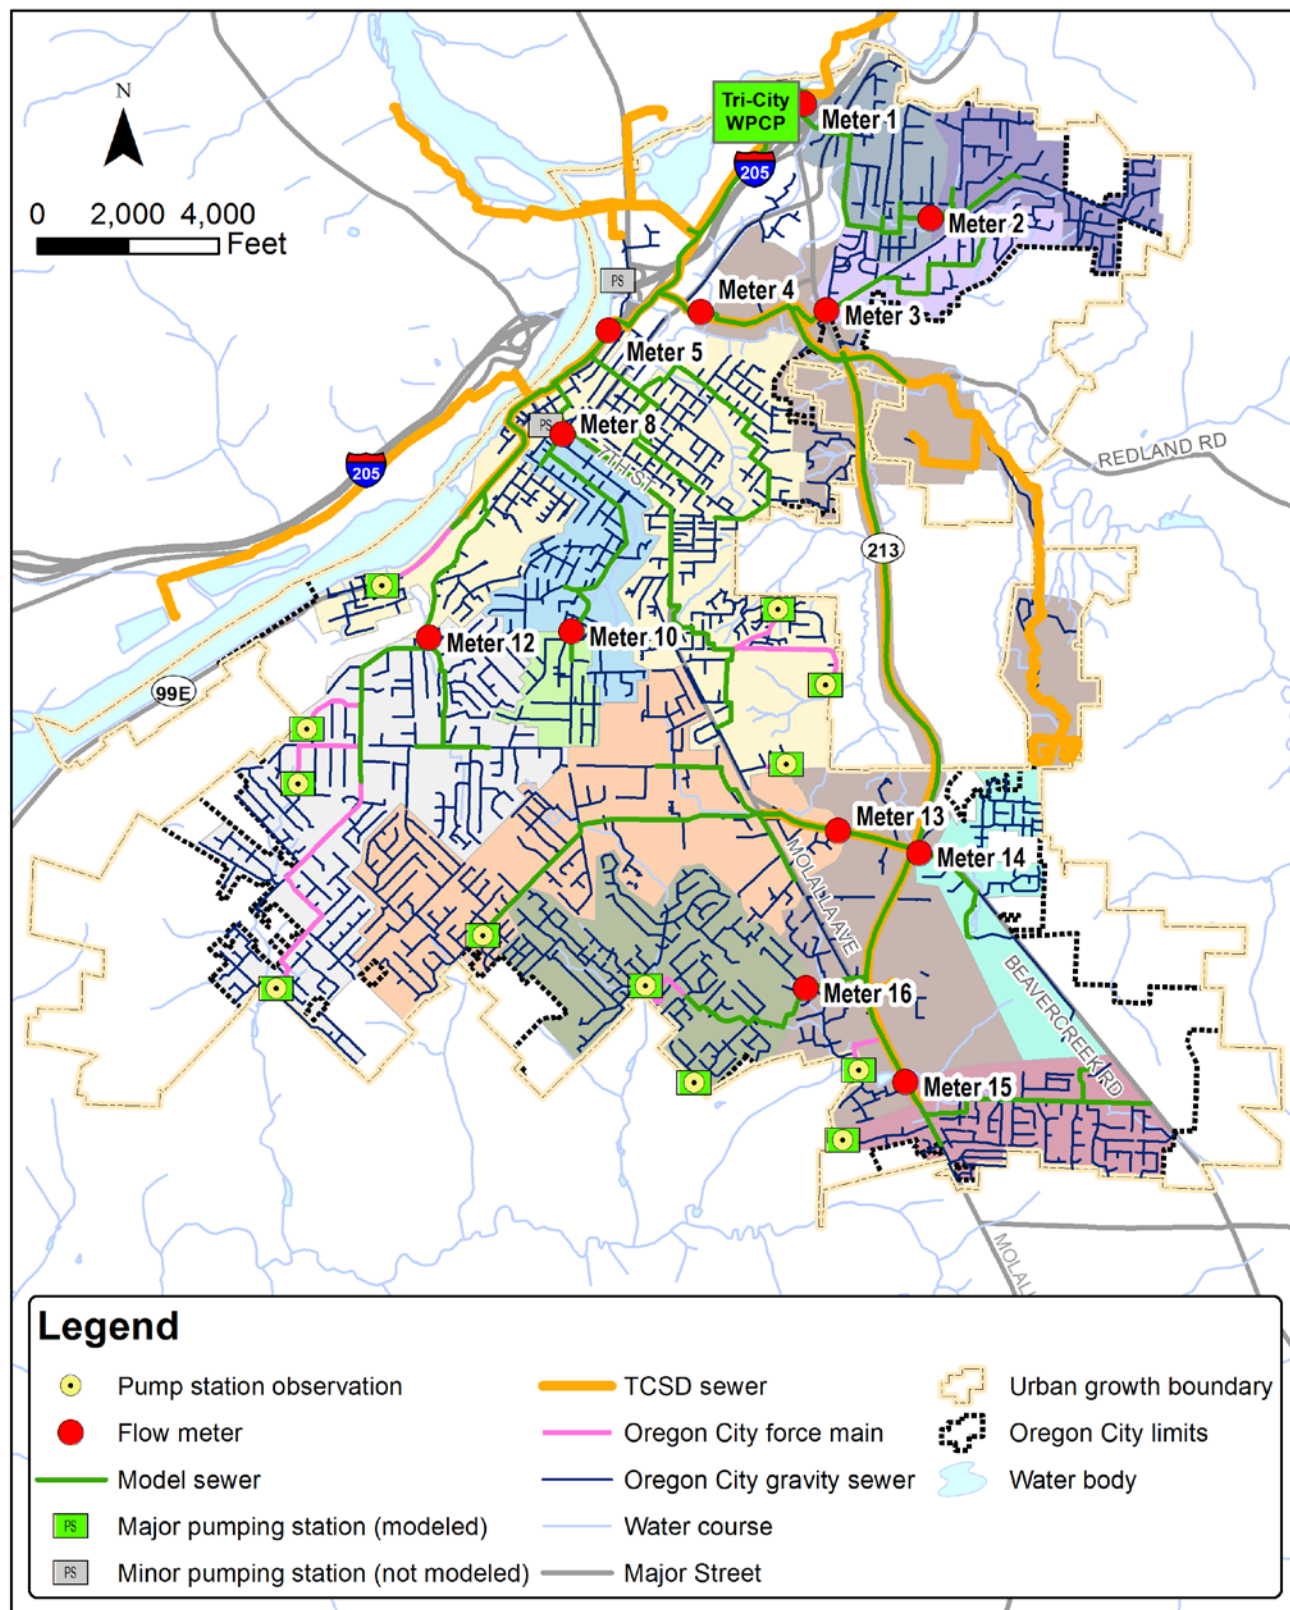 N
0 2,000 4,000
Feet
Tri-City
WPCP
Meter 1
205
Meter 2
PS
Meter 4
Meter 3
Meter 5
PS
Meter 8
7TH ST
205
REDLAND RD
213
Meter 12
Meter 10
99E
Meter 13
MOLALLA AVE
Meter 14
BEAVERCREEK RD
Meter 16
Meter 15
MOLALL
Legend
Pump station observation
Flow meter
Model sewer
PS Major pumping station (modeled)
PS Minor pumping station (not modeled)
TCSD sewer
Oregon City force main
Oregon City gravity sewer
Water course
Major Street
Urban growth boundary
Oregon City limits
Water body